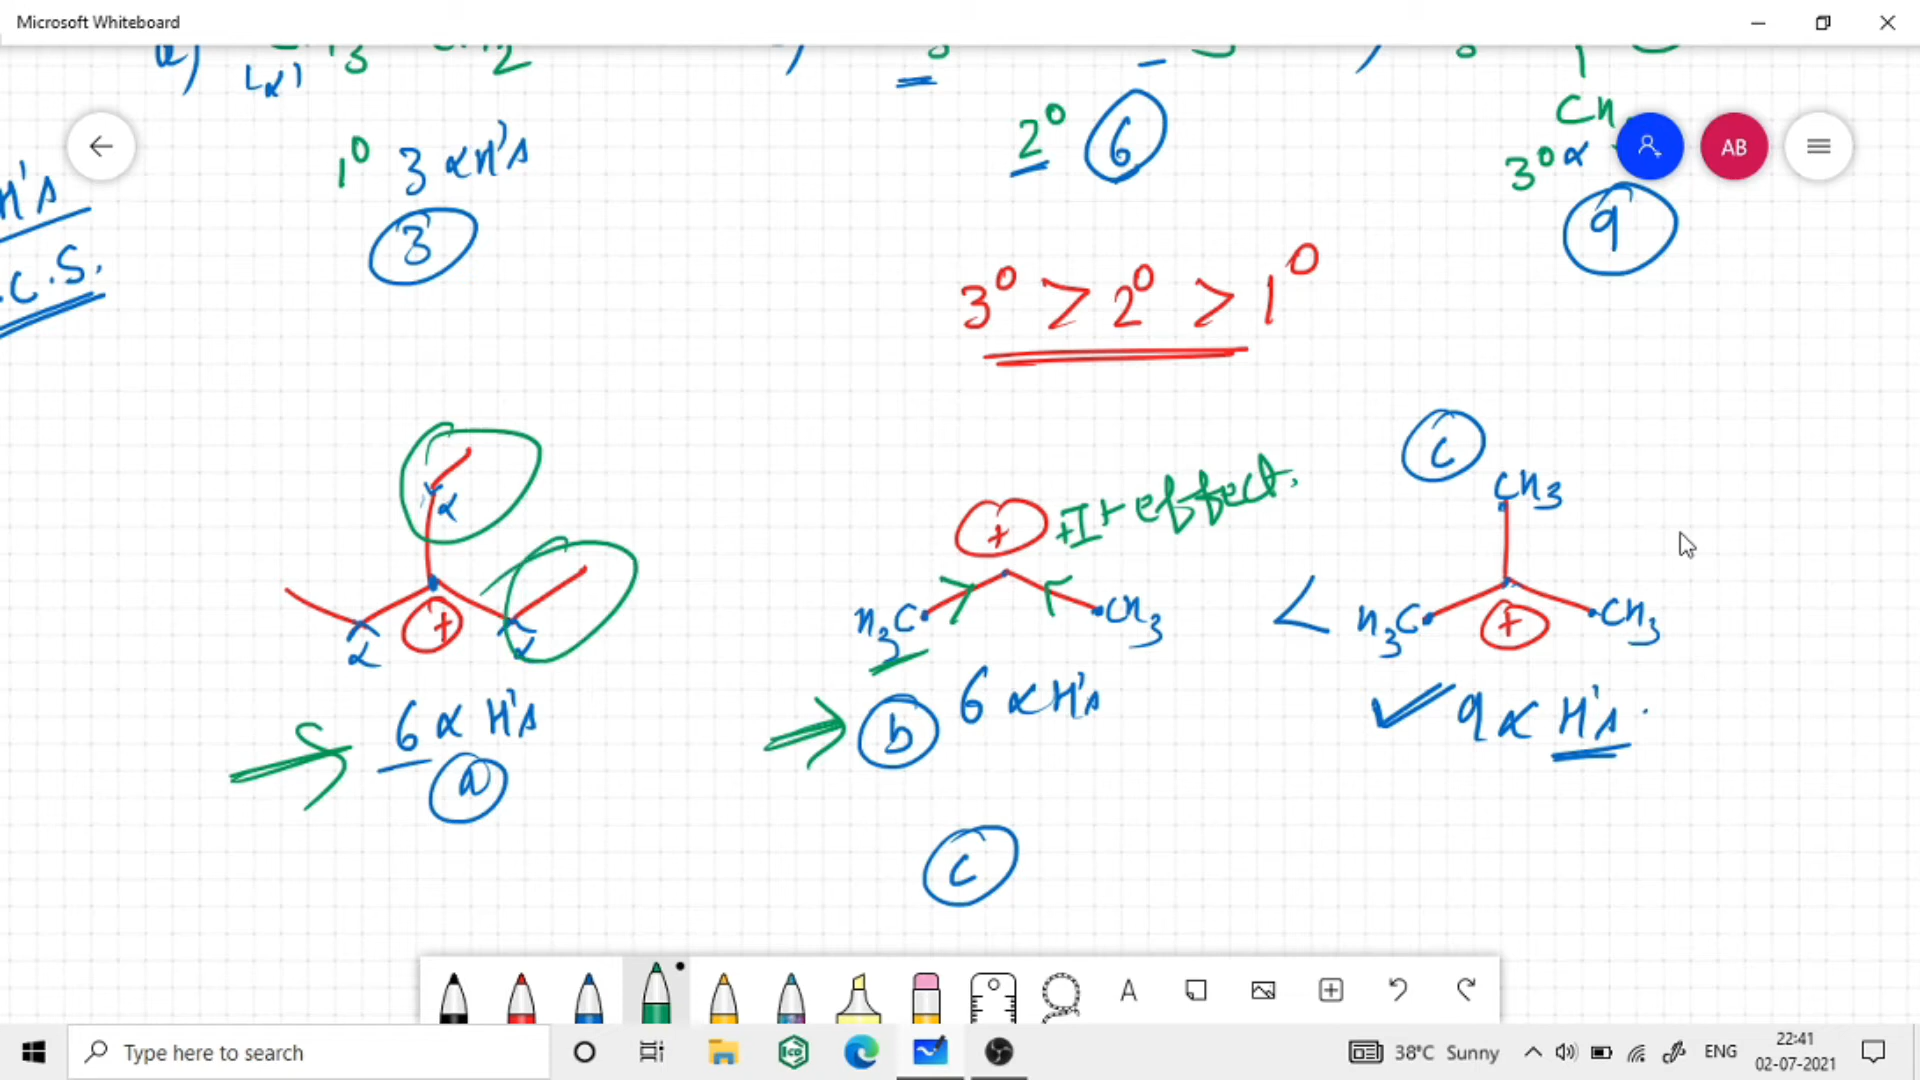 Microsoft Whiteboard
1° 3 αH's
3
2° 6
CH
3° α
9
H's
C.S.
AB
3° > 2° > 1°
α
α
α
+
6 α H's
a
+
+I+ effect.
H3C
CH3
b
6 α H's
<
c
CH3
H3C
CH3
+
9 α H's.
c
A
Type here to search
38°C Sunny
ENG
22:41
02-07-2021